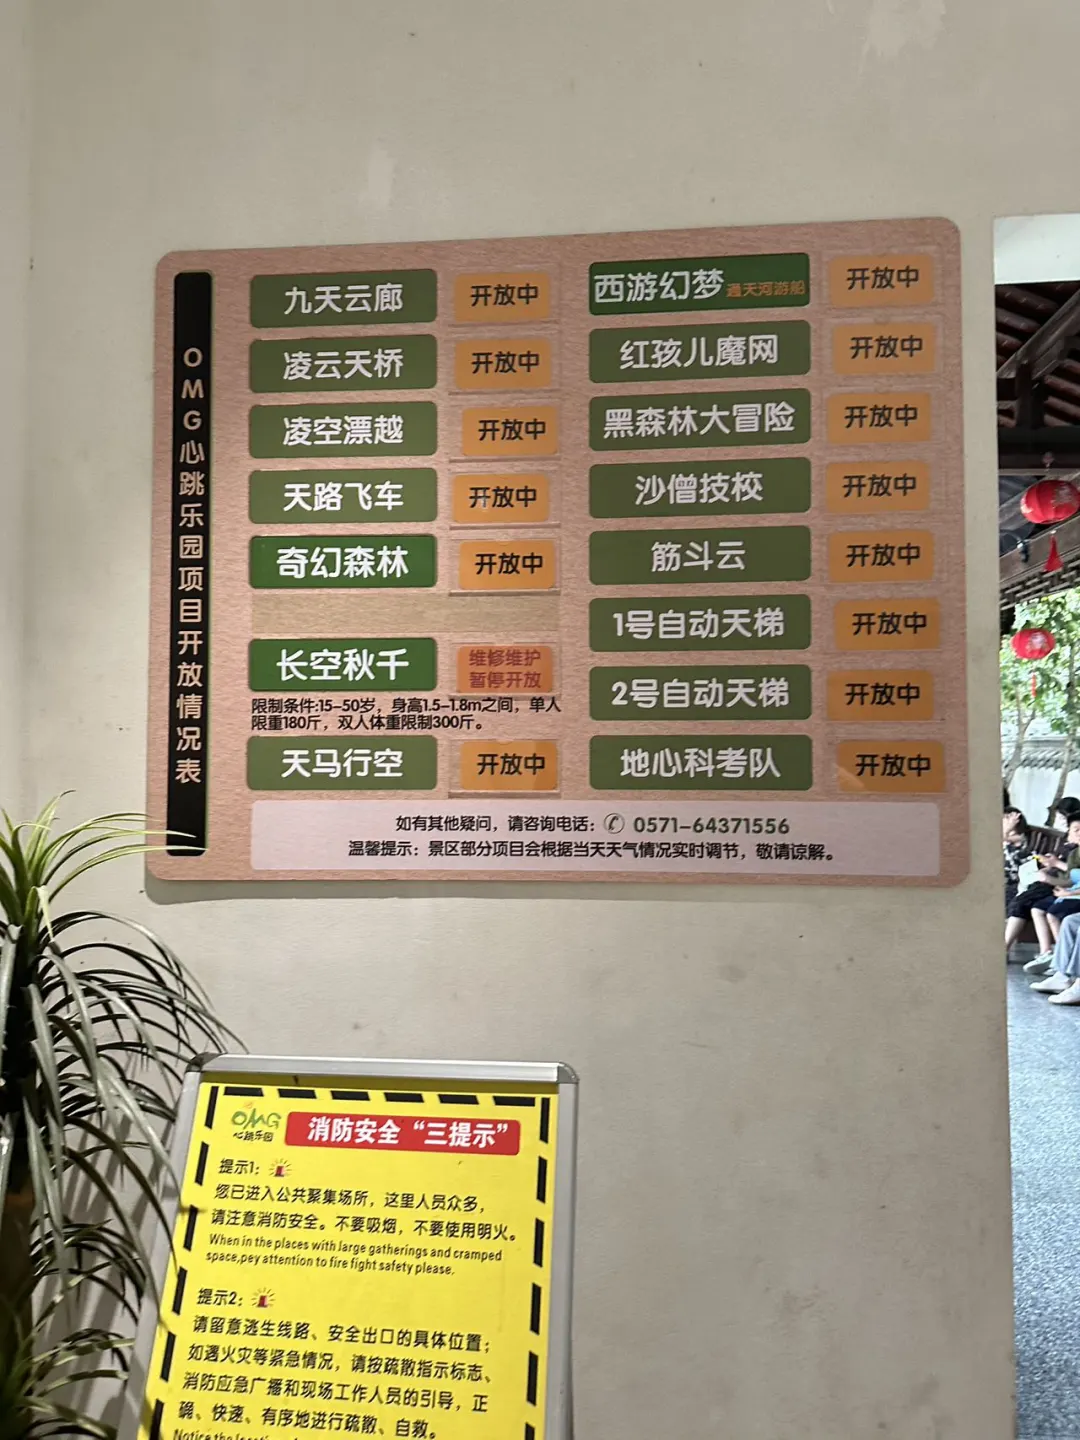 OMG心跳乐园项目开放情况表
九天云廊 开放中
凌云天桥 开放中
凌空漂越 开放中
天路飞车 开放中
奇幻森林 开放中
长空秋千 维修维护
暂停开放
限制条件:15-50岁，身高1.5-1.8m之间，单人
限重180斤，双人体重限制300斤。
天马行空 开放中
西游幻梦 通天河游船 开放中
红孩儿魔网 开放中
黑森林大冒险 开放中
沙僧技校 开放中
筋斗云 开放中
1号自动天梯 开放中
2号自动天梯 开放中
地心科考队 开放中
如有其他疑问，请咨询电话： 0571-64371556
温馨提示：景区部分项目会根据当天天气情况实时调节，敬请谅解。
OMG
心跳乐园
消防安全“三提示”
提示1：
您已进入公共聚集场所，这里人员众多，
请注意消防安全。不要吸烟，不要使用明火。
When in the places with large gatherings and cramped
space,pey attention to fire fight safety please.
提示2：
请留意逃生线路、安全出口的具体位置；
如遇火灾等紧急情况，请按疏散指示标志、
消防应急广播和现场工作人员的引导，正
确、快速、有序地进行疏散、自救。
Notice the